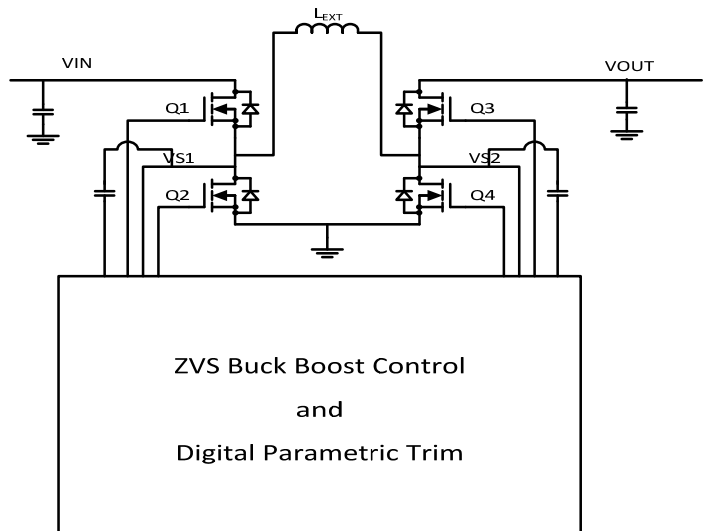 LEXT
VIN
VOUT
Q1
Q3
VS1
VS2
Q2
Q4
ZVS Buck Boost Control
and
Digital Parametric Trim